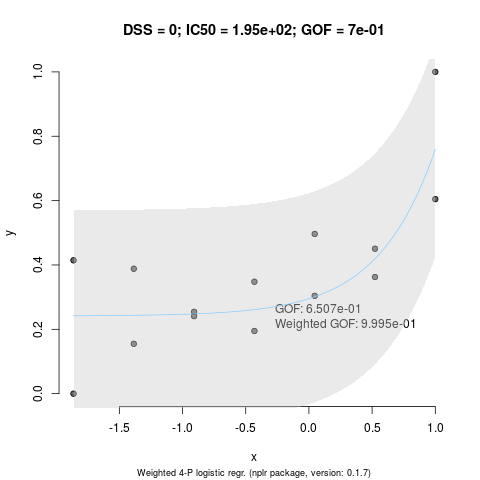 DSS = 0; IC50 = 1.95e+02; GOF = 7e-01
1.0
0.8
0.6
y
0.4
GOF: 6.507e-01
Weighted GOF: 9.995e-01
0.2
0.0
-1.5 -1.0 -0.5 0.0 0.5 1.0
x
Weighted 4-P logistic regr. (nplr package, version: 0.1.7)